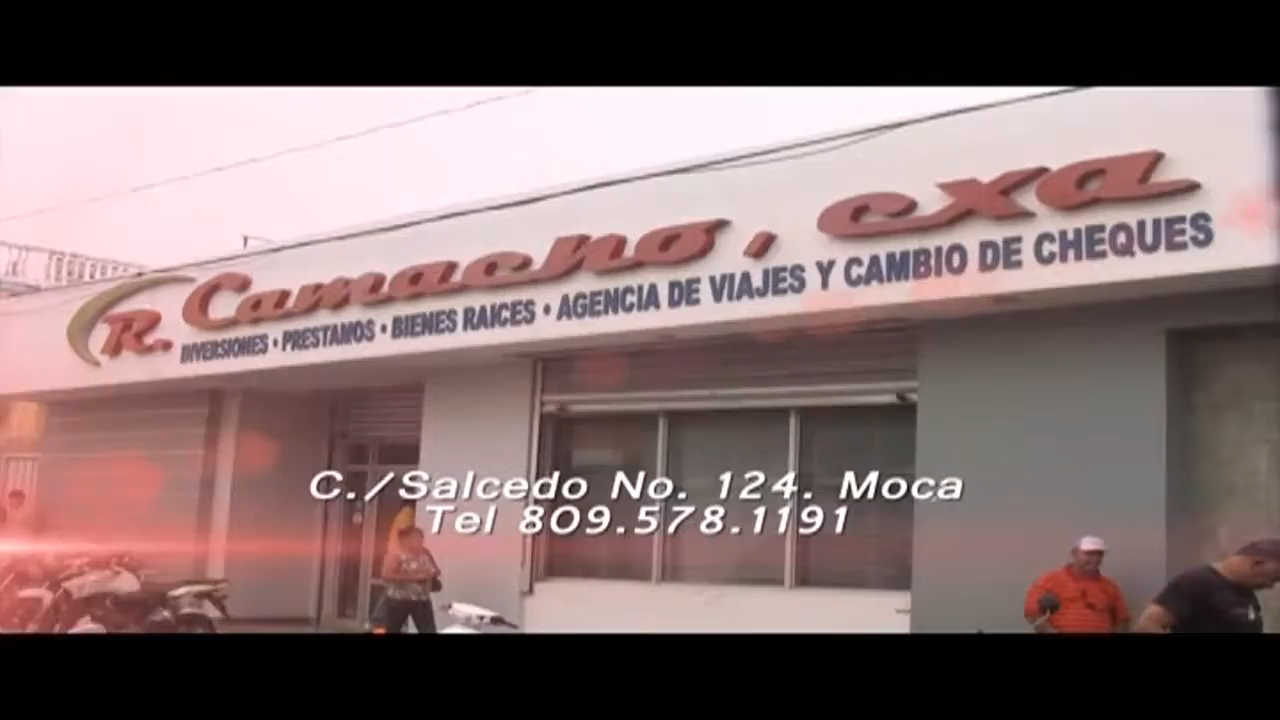 R. Camacho, cxa
INVERSIONES • PRESTAMOS • BIENES RAICES • AGENCIA DE VIAJES Y CAMBIO DE CHEQUES
C./Salcedo No. 124. Moca
Tel 809.578.1191